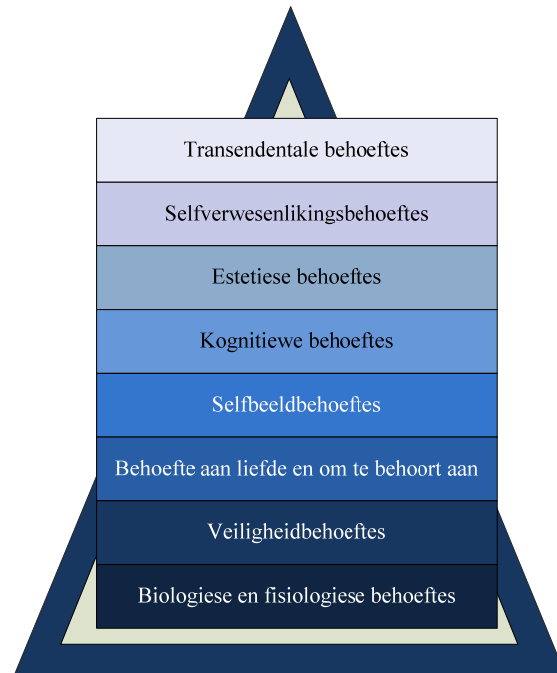 Transendentale behoeftes
Selfverwesenlikingsbehoeftes
Estetiese behoeftes
Kognitiewe behoeftes
Selfbeeldbehoeftes
Behoefte aan liefde en om te behoort aan
Veiligheidbehoeftes
Biologiese en fisiologiese behoeftes